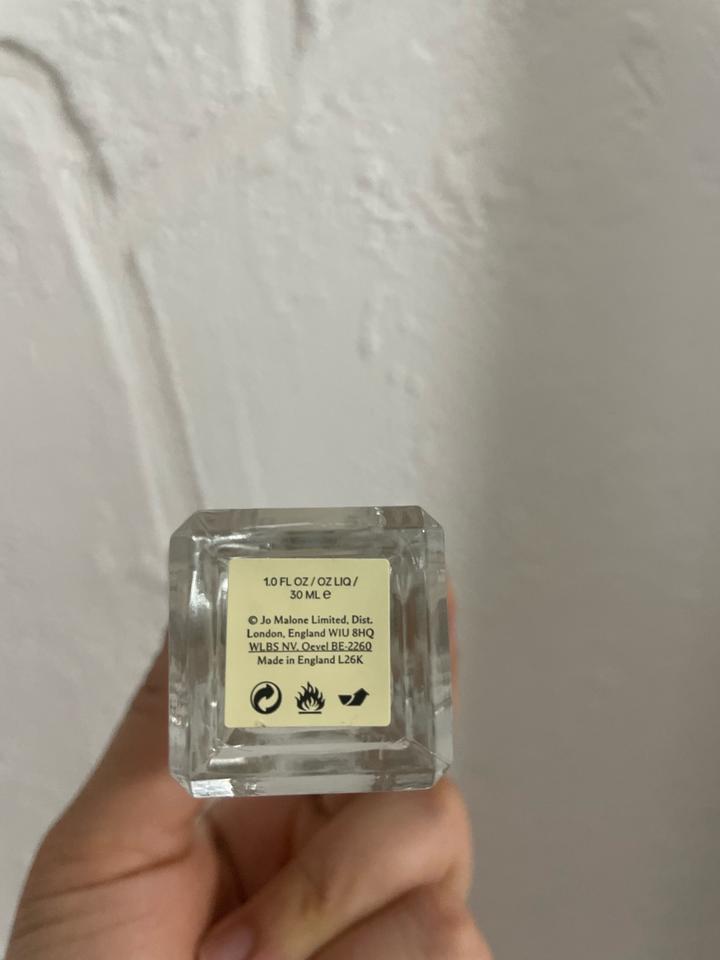 1.0 FL OZ / OZ LIQ /
30 ML ℮
© Jo Malone Limited, Dist.
London, England WIU 8HQ
WLBS NV, Oevel BE-2260
Made in England L26K